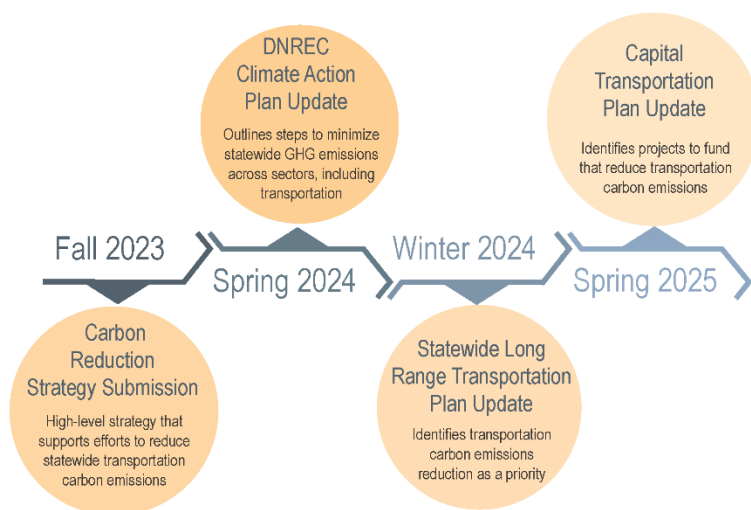 Fall 2023
Carbon
Reduction
Strategy Submission
High-level strategy that
supports efforts to reduce
statewide transportation
carbon emissions
DNREC
Climate Action
Plan Update
Outlines steps to minimize
statewide GHG emissions
across sectors, including
transportation
Spring 2024
Winter 2024
Statewide Long
Range Transportation
Plan Update
Identifies transportation
carbon emissions
reduction as a priority
Capital
Transportation
Plan Update
Identifies projects to fund
that reduce transportation
carbon emissions
Spring 2025